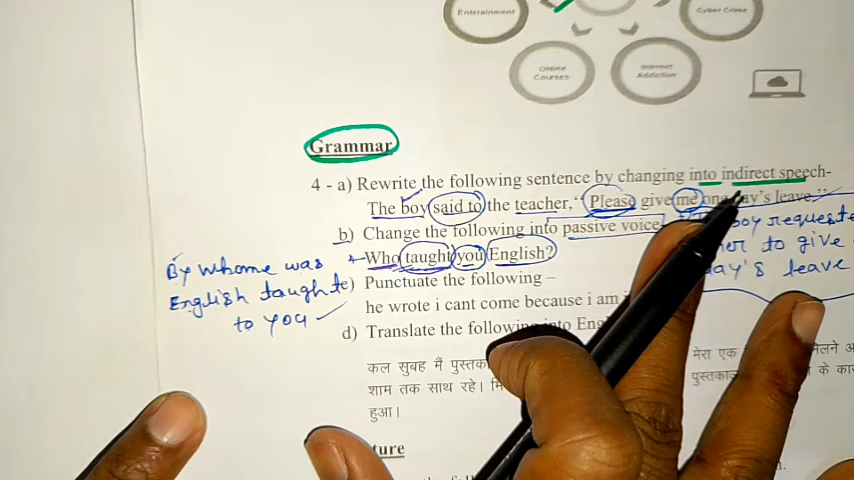 Entertainment
Cyber Crime
Online Courses
Internet Addiction
Grammar
4 - a) Rewrite the following sentence by changing into indirect speech-
The boy said to the teacher, "Please give me one day's leave."
b) Change the following into passive voice
Who taught you English?
By whome was
English taught
to you
boy requeste
her to give
ay's leave
c) Punctuate the following –
he wrote i cant come because i am
d) Translate the following into Eng
कल सुबह मैं पुस्तक
मेरा एक
शाम तक साथ रहे।
पुस्तका
के का
हुआ।
ture